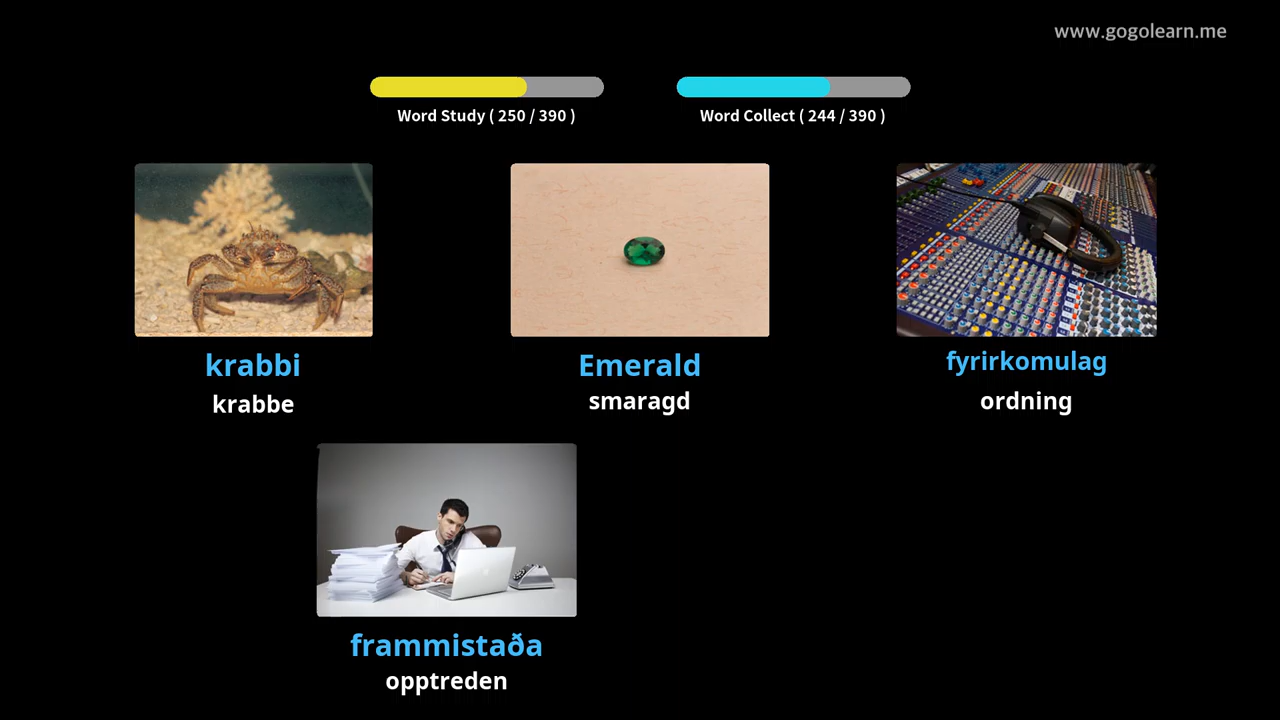 www.gogolearn.me
Word Study ( 250 / 390 )
Word Collect ( 244 / 390 )
krabbi
krabbe
Emerald
smaragd
fyrirkomulag
ordning
frammistaða
opptreden